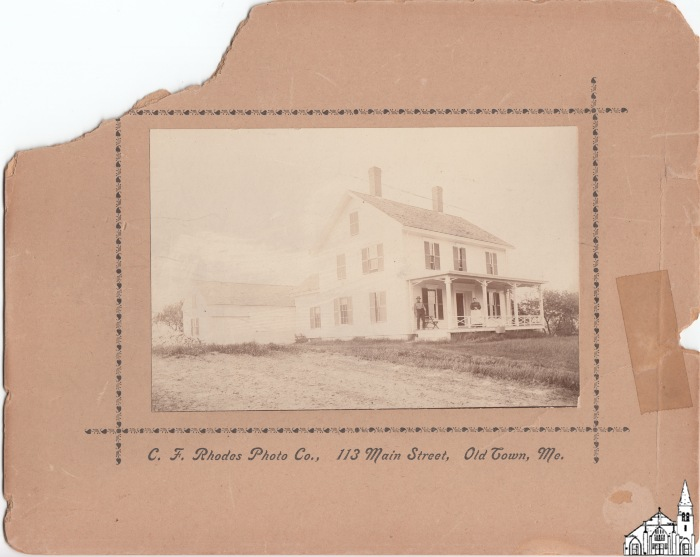 C. F. Rhodes Photo Co., 113 Main Street, Old Town, Me.